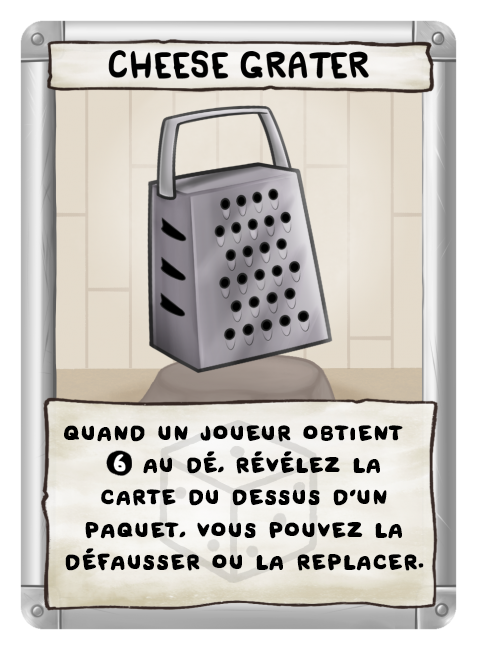 CHEESE GRATER
QUAND UN JOUEUR OBTIENT
6 AU DÉ, RÉVÉLEZ LA
CARTE DU DESSUS D'UN
PAQUET. VOUS POUVEZ LA
DÉFAUSSER OU LA REPLACER.